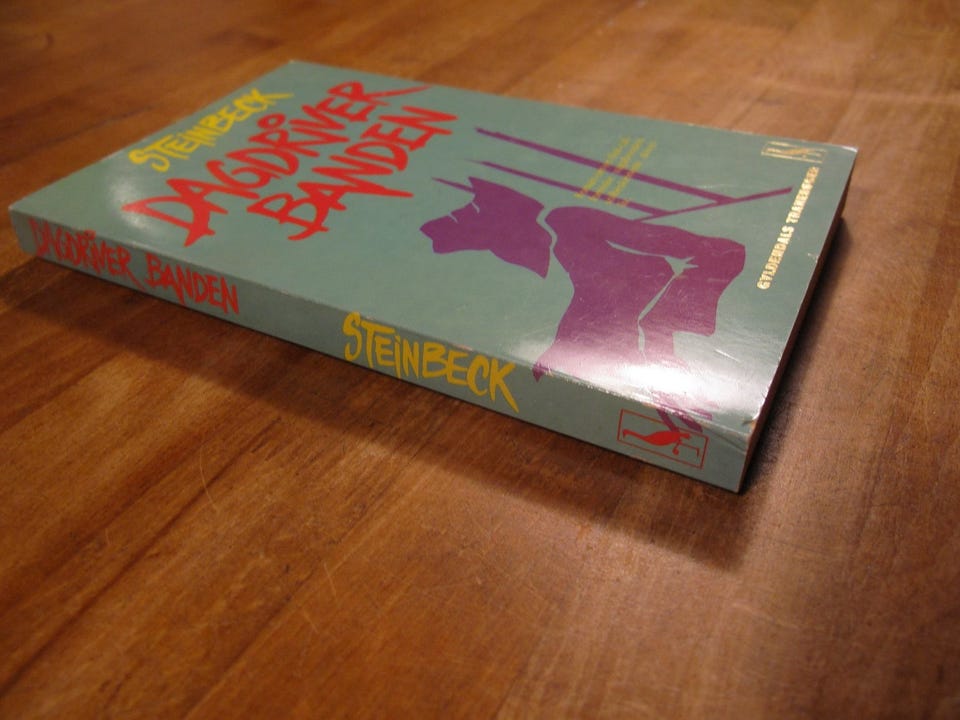 STEiNBECK
DAGDRiVER
BANDEN
GYLDENDALS TRANEBØGER
DAGDRiVER BANDEN
STEiNBECK